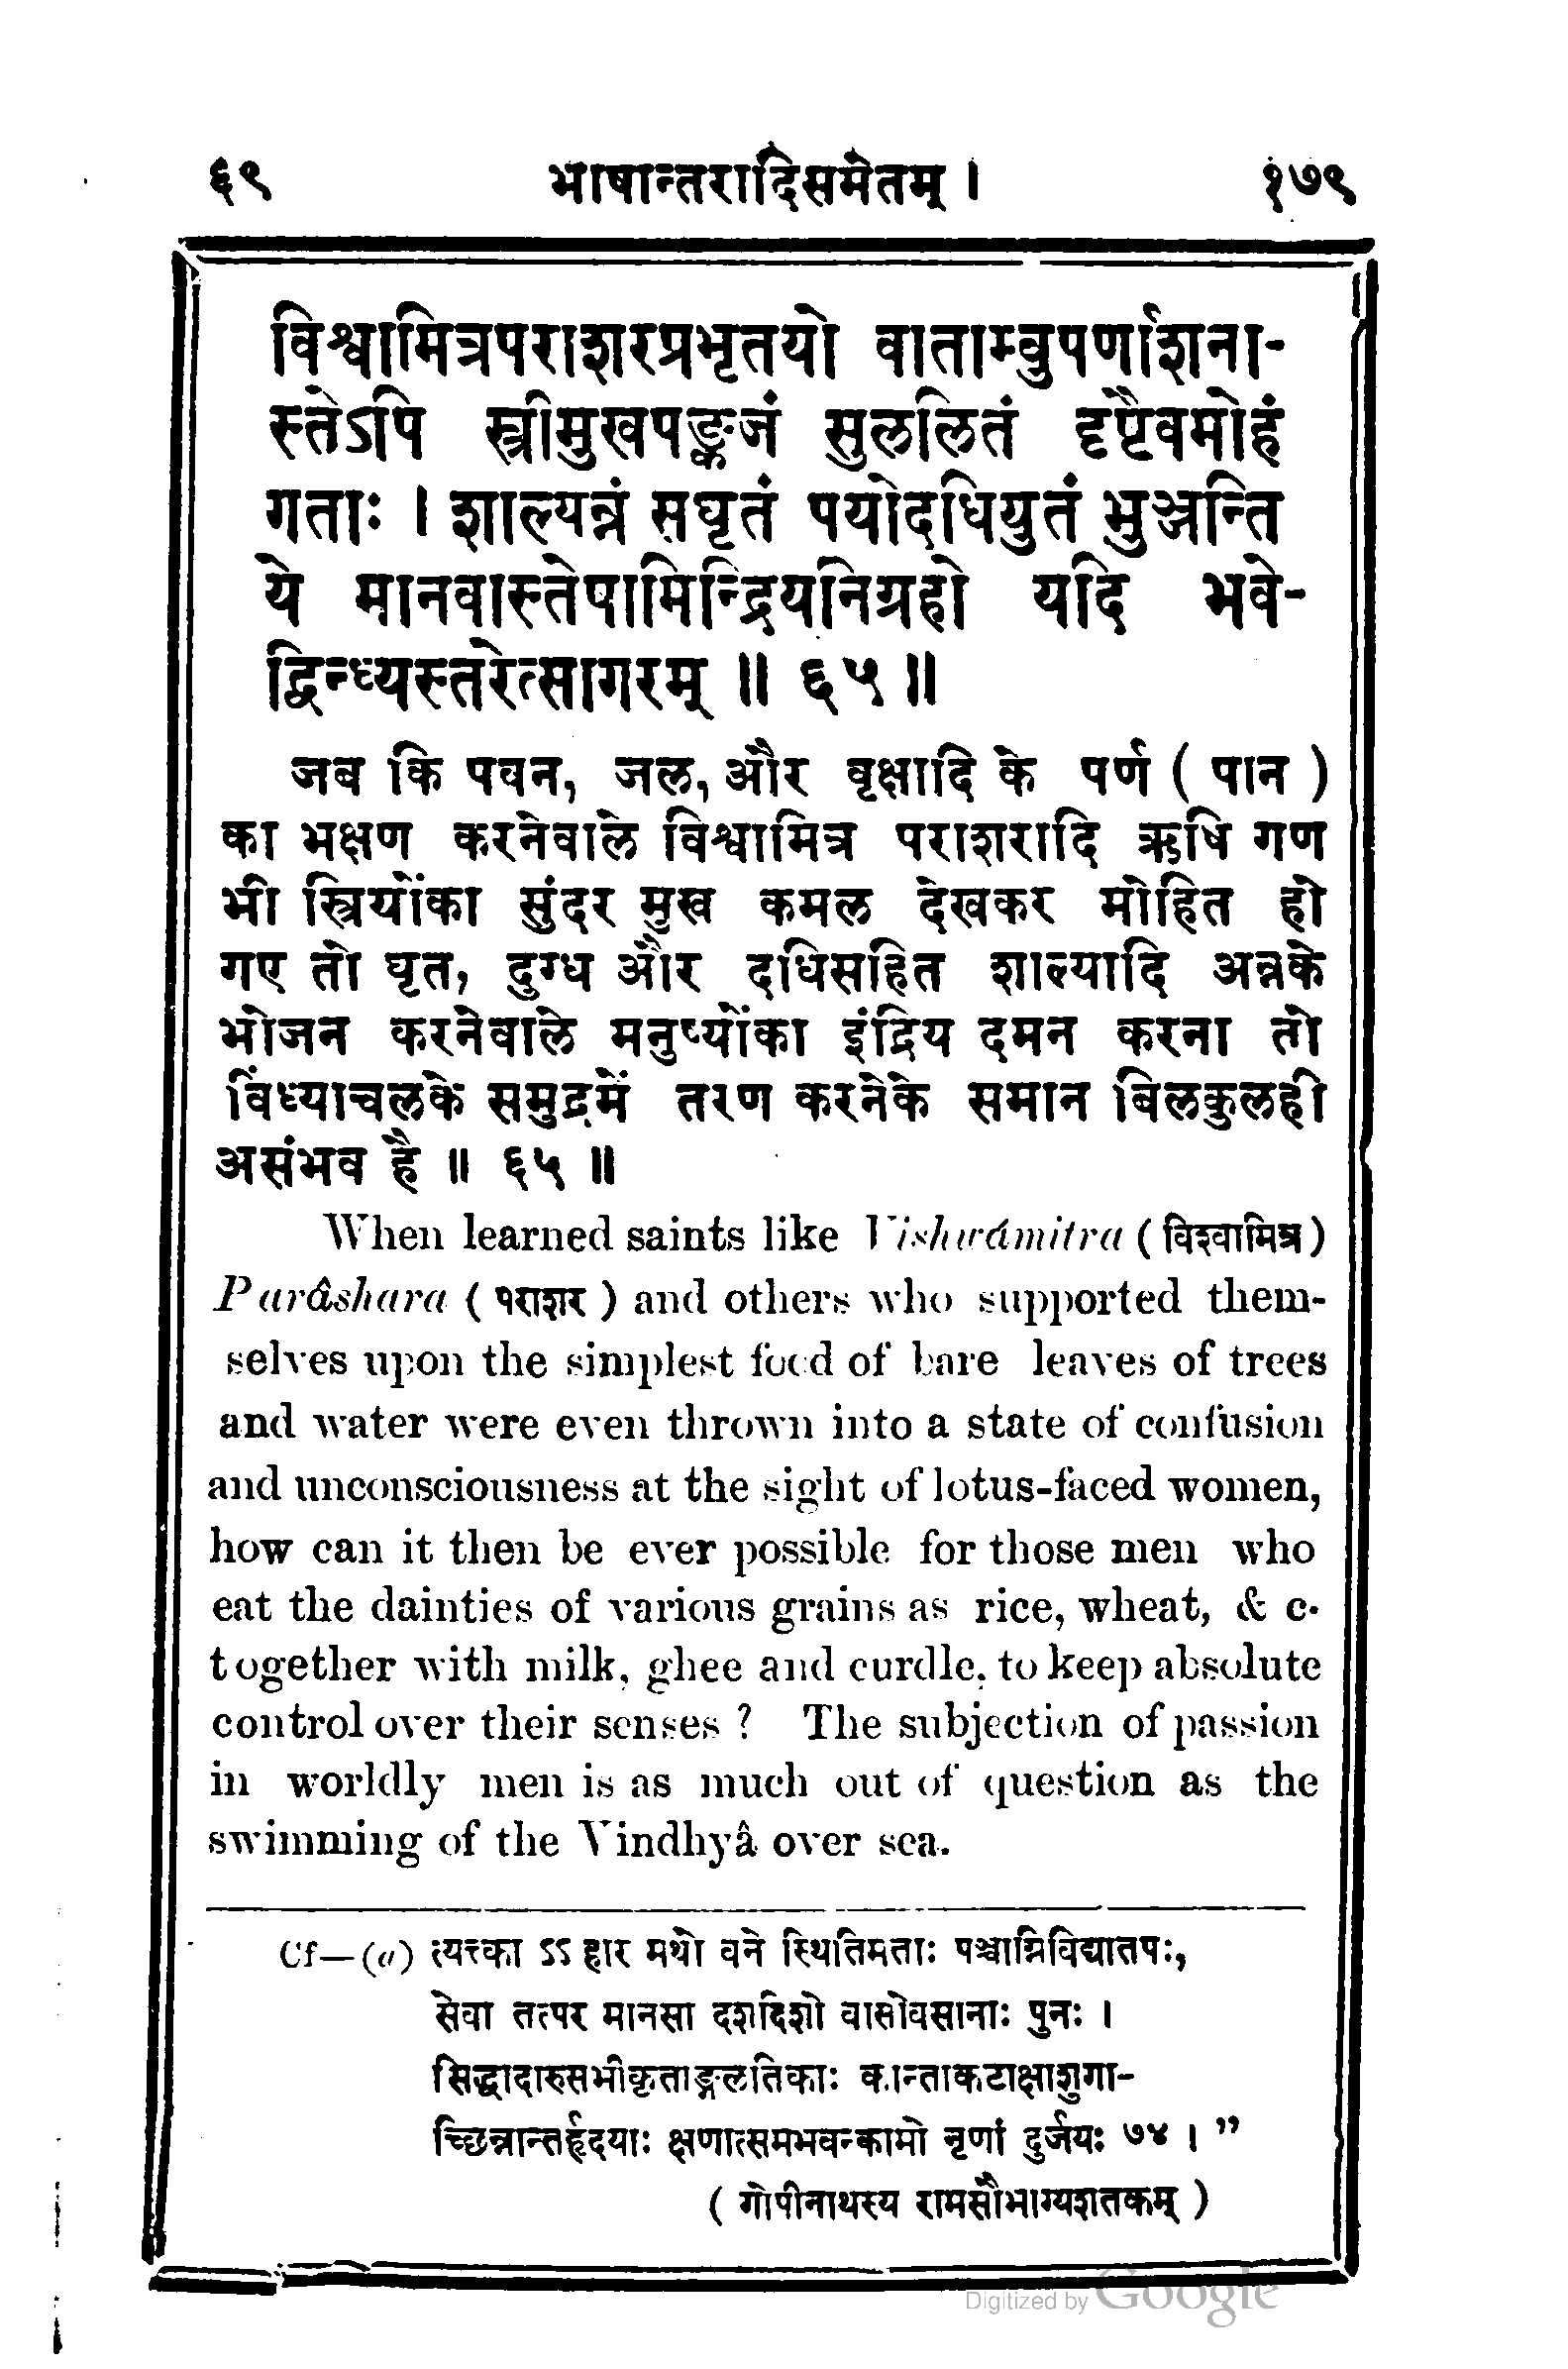 ६९ भाषान्तरादिसमेतम् । १७९
विश्वामित्रपराशरप्रभृतयो वाताम्बुपर्णाशना-
स्तेऽपि स्त्रीमुखपङ्कजं सुललितं दृष्ट्वैवमोहं
गताः । शाल्यन्नं सघृतं पयोदधियुतं भुञ्जन्ति
ये मानवास्तेषामिन्द्रियनिग्रहो यदि भवे-
द्विन्ध्यस्तरेत्सागरम् ॥ ६५ ॥
जब कि पवन, जल, और वृक्षादि के पर्ण ( पान )
का भक्षण करनेवाले विश्वामित्र पराशरादि ऋषि गण
भी स्त्रियोंका सुंदर मुख कमल देखकर मोहित हो
गए तो घृत, दुग्ध और दधिसहित शाल्यादि अन्नके
भोजन करनेवाले मनुष्योंका इंद्रिय दमन करना तो
विंध्याचलके समुद्रमें तरण करनेके समान बिलकुलही
असंभव है ॥ ६५ ॥
When learned saints like Vishwámitra ( विश्वामित्र )
Parâshara ( पराशर ) and others who supported them-
selves upon the simplest food of bare leaves of trees
and water were even thrown into a state of confusion
and unconsciousness at the sight of lotus-faced women,
how can it then be ever possible for those men who
eat the dainties of various grains as rice, wheat, & c.
together with milk, ghee and curdle, to keep absolute
control over their senses ? The subjection of passion
in worldly men is as much out of question as the
swimming of the Vindhyâ over sea.
Cf—(a) त्यत्त्का ऽऽ हार मथो वने स्थितिमताः पञ्चाग्निविद्यातपः,
सेवा तत्पर मानसा दशदिशो वासोवसानाः पुनः ।
सिद्धादारुसभीकृताङ्गलतिकाः कान्ताकटाक्षाशुगा-
च्छिन्नान्तर्हृदयाः क्षणात्समभवन्कामो नृणां दुर्जयः ७४ । ”
( गोपीनाथस्य रामसौभाग्यशतकम् )
Digitized by Google